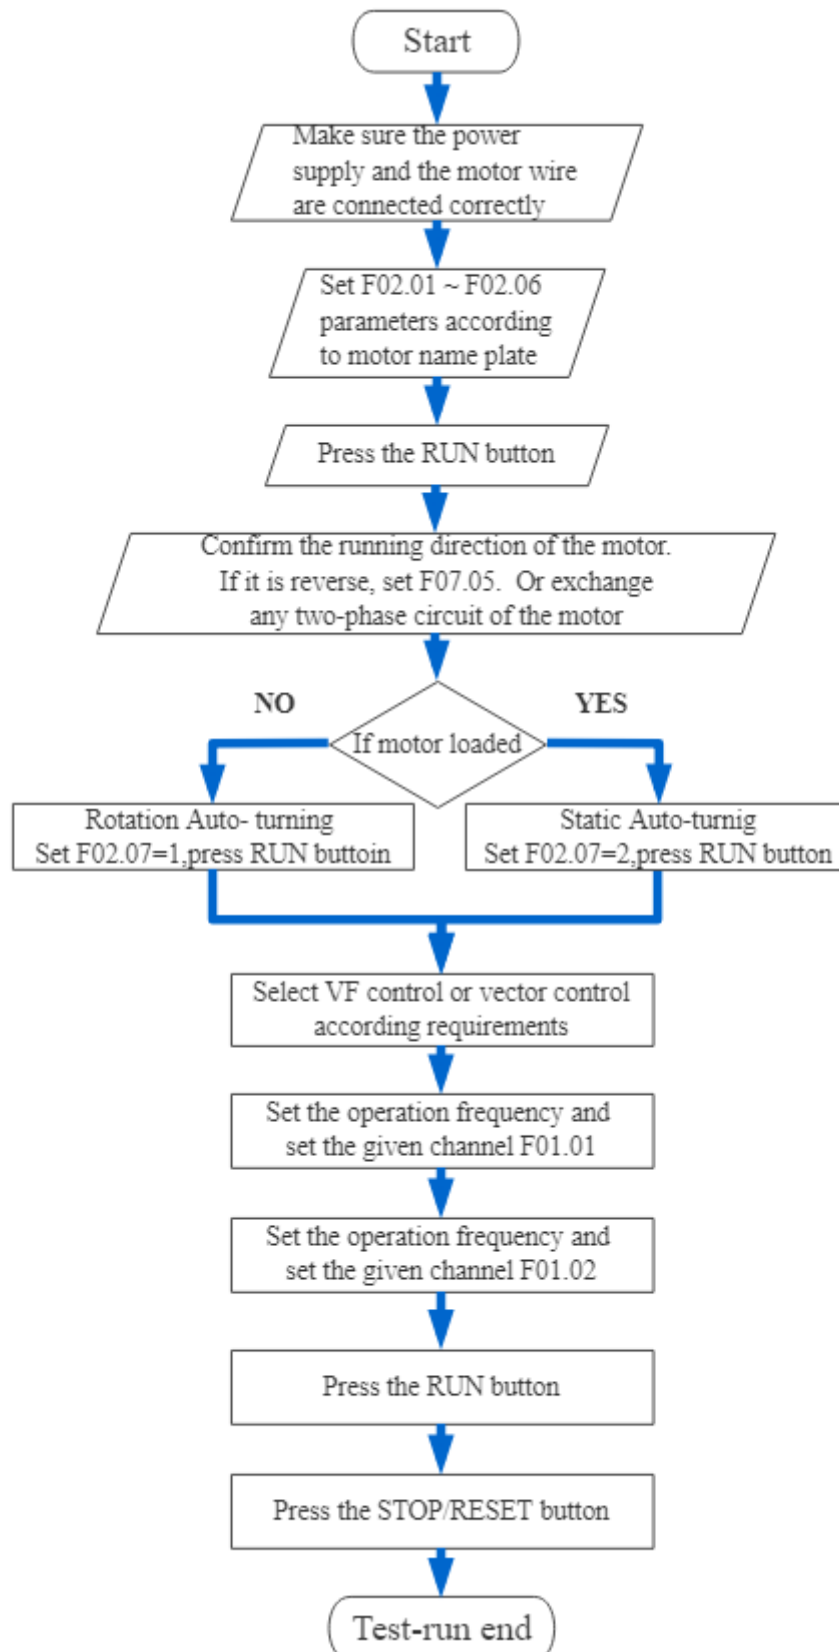 Start
Make sure the power
supply and the motor wire
are connected correctly
Set F02.01 ~ F02.06
parameters according
to motor name plate
Press the RUN button
Confirm the running direction of the motor.
If it is reverse, set F07.05. Or exchange
any two-phase circuit of the motor
NO
YES
If motor loaded
Rotation Auto- turning
Set F02.07=1,press RUN buttoin
Static Auto-turnig
Set F02.07=2,press RUN button
Select VF control or vector control
according requirements
Set the operation frequency and
set the given channel F01.01
Set the operation frequency and
set the given channel F01.02
Press the RUN button
Press the STOP/RESET button
Test-run end